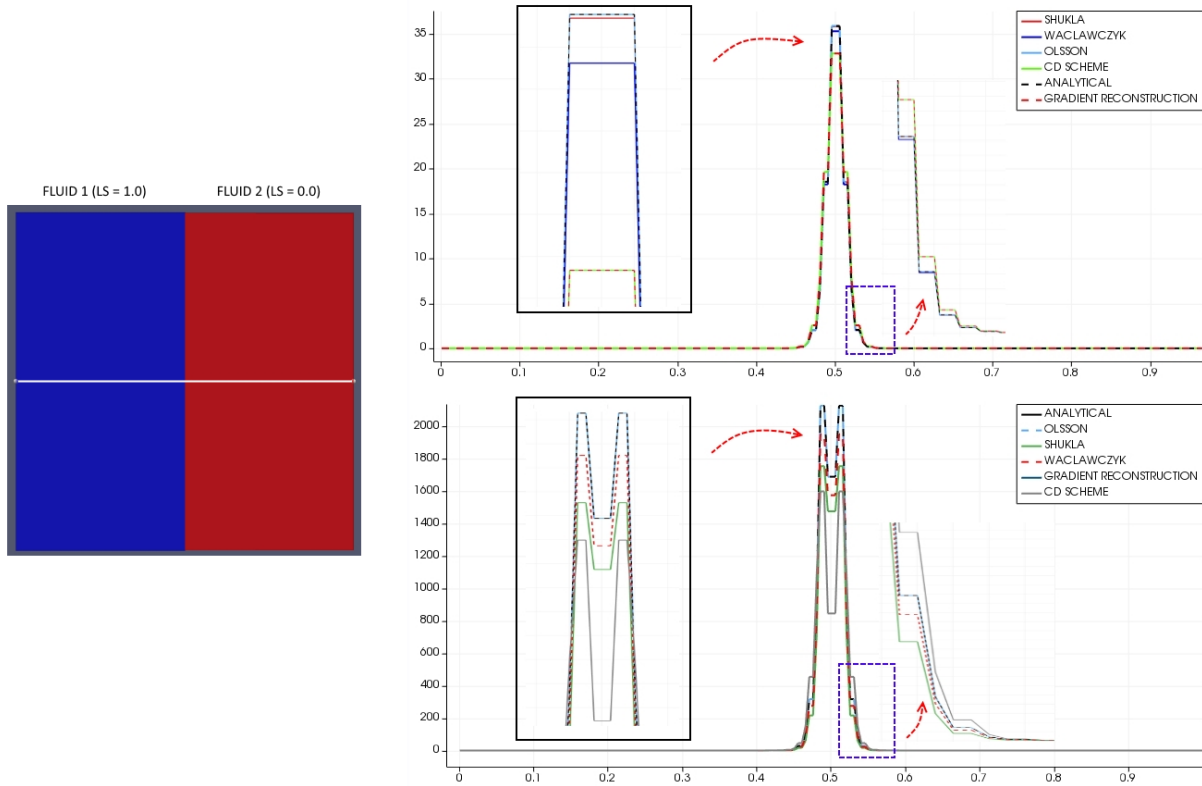 FLUID 1 (LS = 1.0) FLUID 2 (LS = 0.0)
35
30
25
20
15
10
5
0
0 0.1 0.2 0.3 0.4 0.5 0.6 0.7 0.8 0.9
SHUKLA
WACLAWCZYK
OLSSON
CD SCHEME
ANALYTICAL
GRADIENT RECONSTRUCTION
2000
1800
1600
1400
1200
1000
800
600
400
200
0
0 0.1 0.2 0.3 0.4 0.5 0.6 0.7 0.8 0.9
ANALYTICAL
OLSSON
SHUKLA
WACLAWCZYK
GRADIENT RECONSTRUCTION
CD SCHEME